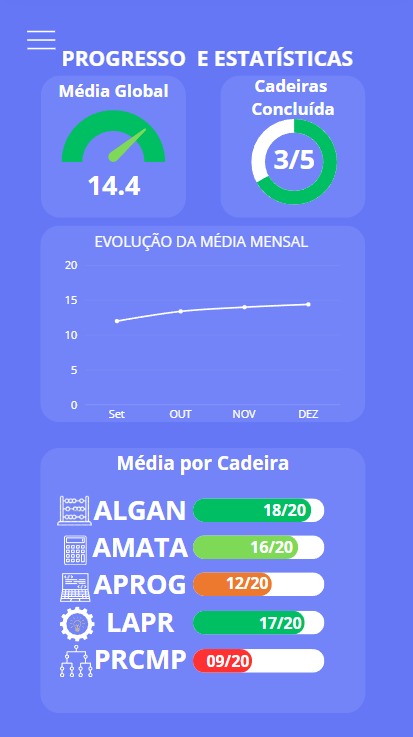 PROGRESSO E ESTATÍSTICAS
Média Global
14.4
Cadeiras
Concluída
3/5
EVOLUÇÃO DA MÉDIA MENSAL
20
15
10
5
0
Set OUT NOV DEZ
Média por Cadeira
ALGAN 18/20
AMATA 16/20
APROG 12/20
LAPR 17/20
PRCMP 09/20